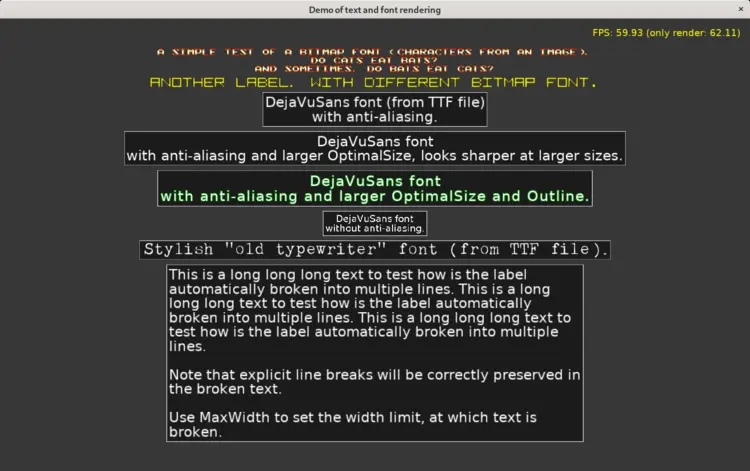 Demo of text and font rendering
×
FPS: 59.93 (only render: 62.11)
A SIMPLE TEST OF A BITMAP FONT (CHARACTERS FROM AN IMAGE).
DO CATS EAT BATS?
AND SOMETIMES, DO BATS EAT CATS?
ANOTHER LABEL. WITH DIFFERENT BITMAP FONT.
DejaVuSans font (from TTF file)
with anti-aliasing.
DejaVuSans font
with anti-aliasing and larger OptimalSize, looks sharper at larger sizes.
DejaVuSans font
with anti-aliasing and larger OptimalSize and Outline.
DejaVuSans font
without anti-aliasing.
Stylish "old typewriter" font (from TTF file).
This is a long long long text to test how is the label
automatically broken into multiple lines. This is a long
long long text to test how is the label automatically
broken into multiple lines. This is a long long long text to
test how is the label automatically broken into multiple
lines.
Note that explicit line breaks will be correctly preserved in
the broken text.
Use MaxWidth to set the width limit, at which text is
broken.